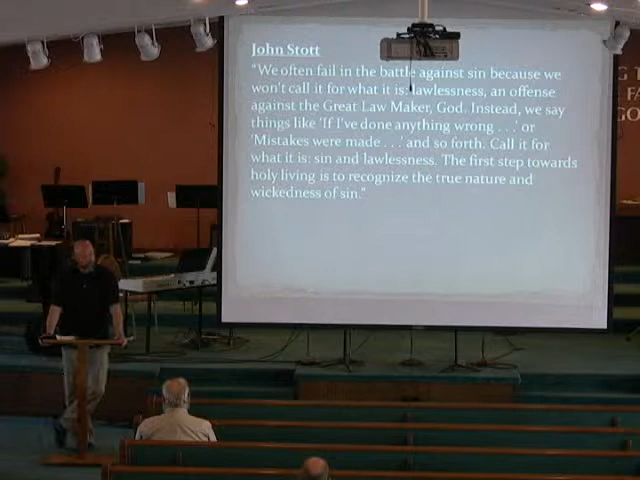 John Stott
"We often fail in the battle against sin because we
won't call it for what it is: lawlessness, an offense
against the Great Law Maker, God. Instead, we say
things like 'If I've done anything wrong . . .' or
'Mistakes were made . . .' and so forth. Call it for
what it is: sin and lawlessness. The first step towards
holy living is to recognize the true nature and
wickedness of sin."